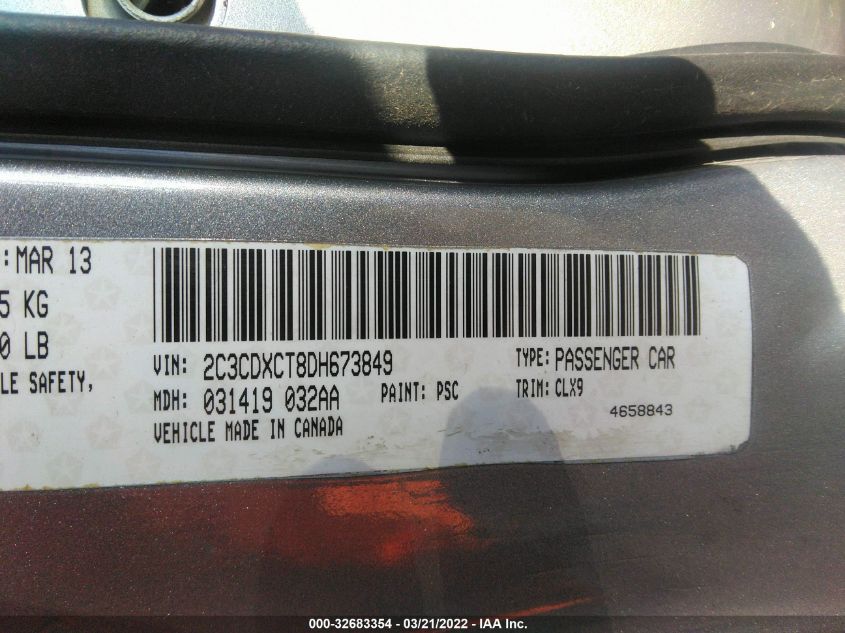 :MAR 13
5 KG
0 LB
LE SAFETY,
VIN: 2C3CDXCT8DH673849
TYPE: PASSENGER CAR
MDH: 031419 032AA
PAINT: PSC
TRIM: CLX9
VEHICLE MADE IN CANADA
4658843
000-32683354 / 03/21/2022 - IAA Inc.